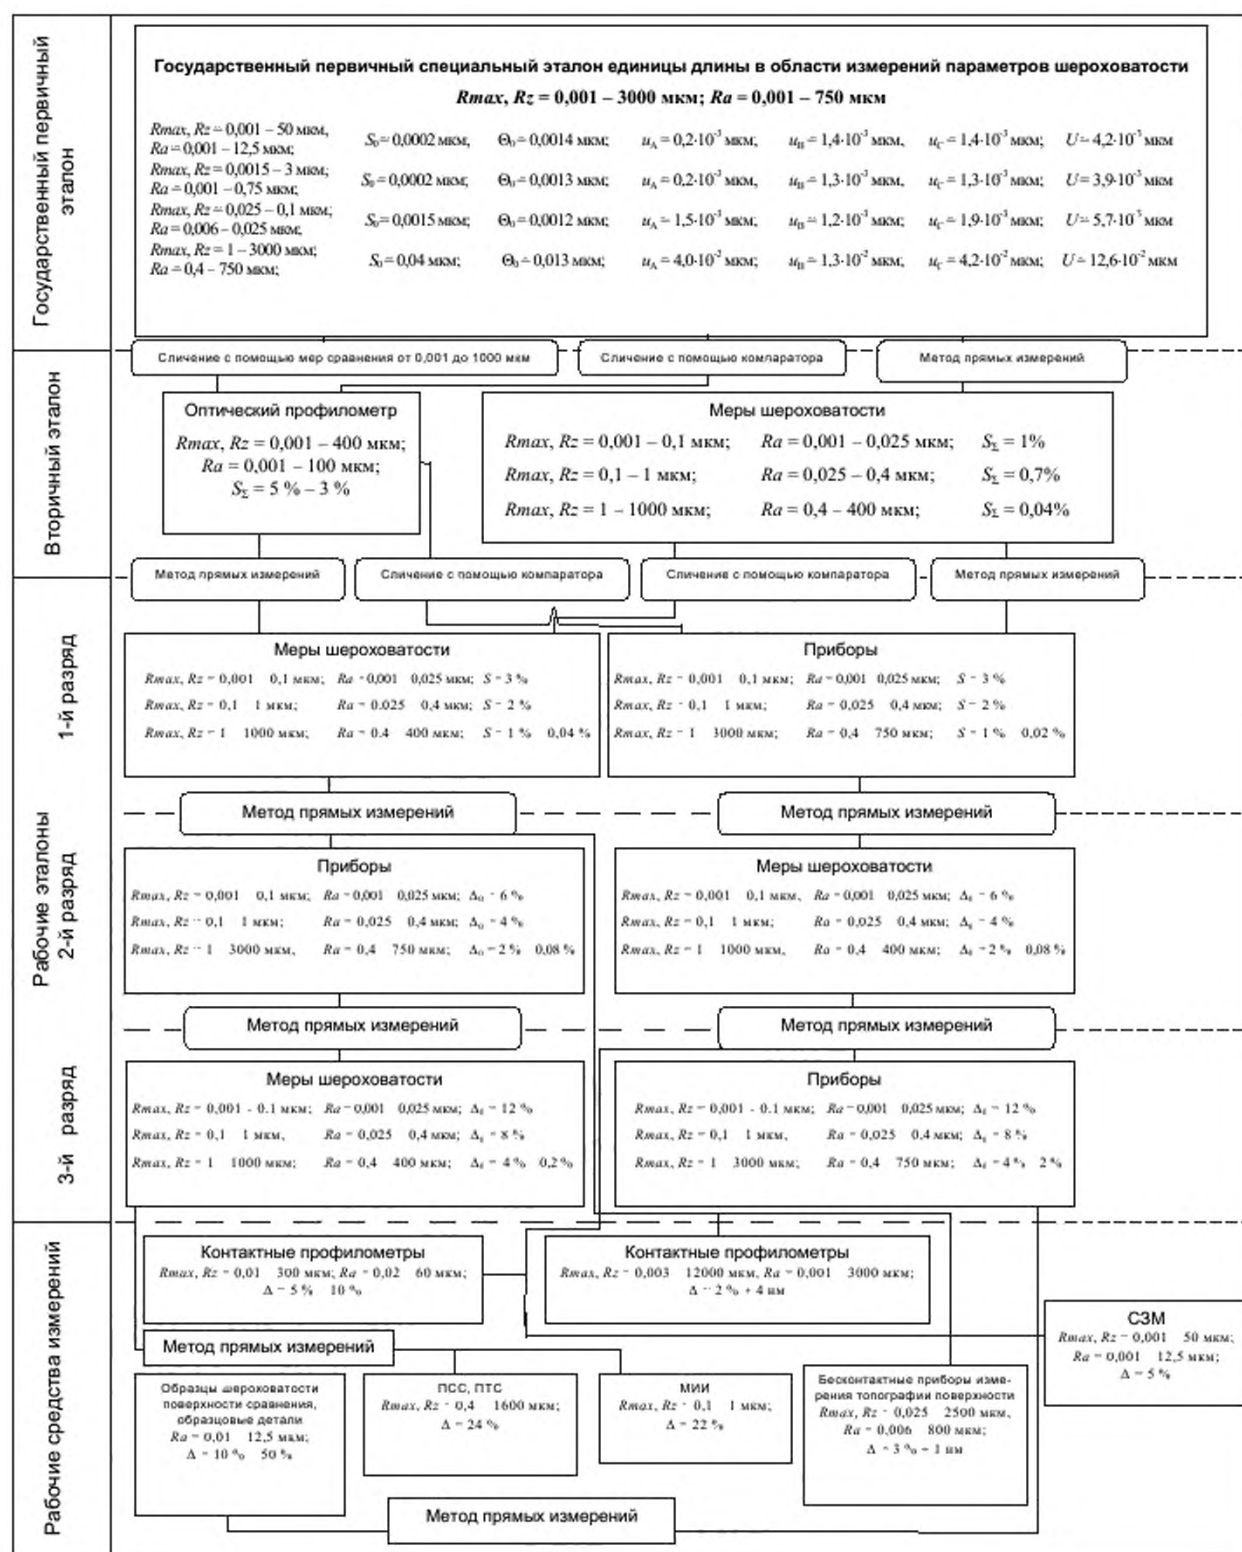 Государственный первичный эталон
Государственный первичный специальный эталон единицы длины в области измерений параметров шероховатости
Rmax, Rz = 0,001 – 3000 мкм; Ra = 0,001 – 750 мкм
Rmax, Rz = 0,001 – 50 мкм,
Ra = 0,001 – 12,5 мкм;
S₀ = 0,0002 мкм, Θ₀ = 0,0014 мкм; u_A = 0,2·10⁻³ мкм, u_B = 1,4·10⁻³ мкм, u_C = 1,4·10⁻³ мкм; U = 4,2·10⁻³ мкм
Rmax, Rz = 0,0015 – 3 мкм;
Ra = 0,001 – 0,75 мкм;
S₀ = 0,0002 мкм; Θ₀ = 0,0013 мкм; u_A = 0,2·10⁻³ мкм, u_B = 1,3·10⁻³ мкм, u_C = 1,3·10⁻³ мкм; U = 3,9·10⁻³ мкм
Rmax, Rz = 0,025 – 0,1 мкм;
Ra = 0,006 – 0,025 мкм;
S₀ = 0,0015 мкм; Θ₀ = 0,0012 мкм; u_A = 1,5·10⁻³ мкм; u_B = 1,2·10⁻³ мкм; u_C = 1,9·10⁻³ мкм; U = 5,7·10⁻³ мкм
Rmax, Rz = 1 – 3000 мкм;
Ra = 0,4 – 750 мкм;
S₀ = 0,04 мкм; Θ₀ = 0,013 мкм; u_A = 4,0·10⁻² мкм; u_B = 1,3·10⁻² мкм; u_C = 4,2·10⁻² мкм; U = 12,6·10⁻² мкм
Сличение с помощью мер сравнения от 0,001 до 1000 мкм
Сличение с помощью компаратора
Метод прямых измерений
Вторичный эталон
Оптический профилометр
Rmax, Rz = 0,001 – 400 мкм;
Ra = 0,001 – 100 мкм;
S_Σ = 5 % – 3 %
Меры шероховатости
Rmax, Rz = 0,001 – 0,1 мкм; Ra = 0,001 – 0,025 мкм; S_Σ = 1%
Rmax, Rz = 0,1 – 1 мкм; Ra = 0,025 – 0,4 мкм; S_Σ = 0,7%
Rmax, Rz = 1 – 1000 мкм; Ra = 0,4 – 400 мкм; S_Σ = 0,04%
Метод прямых измерений
Сличение с помощью компаратора
Сличение с помощью компаратора
Метод прямых измерений
Рабочие эталоны
1-й разряд
Меры шероховатости
Rmax, Rz = 0,001 0,1 мкм; Ra = 0,001 0,025 мкм; S = 3 %
Rmax, Rz = 0,1 1 мкм; Ra = 0.025 0,4 мкм; S = 2 %
Rmax, Rz = 1 1000 мкм; Ra = 0.4 400 мкм; S = 1 % 0,04 %
Приборы
Rmax, Rz = 0,001 0,1 мкм; Ra = 0,001 0,025 мкм; S = 3 %
Rmax, Rz = 0,1 1 мкм; Ra = 0,025 0,4 мкм; S = 2 %
Rmax, Rz = 1 3000 мкм; Ra = 0,4 750 мкм; S = 1 % 0,02 %
Метод прямых измерений
Метод прямых измерений
2-й разряд
Приборы
Rmax, Rz = 0,001 0,1 мкм; Ra = 0,001 0,025 мкм; Δ₀ = 6 %
Rmax, Rz = 0,1 1 мкм; Ra = 0,025 0,4 мкм; Δ₀ = 4 %
Rmax, Rz = 1 3000 мкм, Ra = 0,4 750 мкм; Δ₀ = 2 % 0,08 %
Меры шероховатости
Rmax, Rz = 0,001 0,1 мкм, Ra = 0,001 0,025 мкм; Δ = 6 %
Rmax, Rz = 0,1 1 мкм; Ra = 0,025 0,4 мкм; Δ = 4 %
Rmax, Rz = 1 1000 мкм, Ra = 0,4 400 мкм; Δ = 2 % 0,08 %
Метод прямых измерений
Метод прямых измерений
3-й разряд
Меры шероховатости
Rmax, Rz = 0,001 - 0.1 мкм; Ra = 0,001 0,025 мкм; Δ = 12 %
Rmax, Rz = 0,1 1 мкм, Ra = 0,025 0,4 мкм; Δ = 8 %
Rmax, Rz = 1 1000 мкм; Ra = 0,4 400 мкм; Δ = 4 % 0,2 %
Приборы
Rmax, Rz = 0,001 - 0.1 мкм; Ra = 0,001 0,025 мкм; Δ = 12 %
Rmax, Rz = 0,1 1 мкм, Ra = 0,025 0,4 мкм; Δ = 8 %
Rmax, Rz = 1 3000 мкм; Ra = 0,4 750 мкм; Δ = 4 % 2 %
Рабочие средства измерений
Контактные профилометры
Rmax, Rz = 0,01 300 мкм; Ra = 0,02 60 мкм;
Δ = 5 % 10 %
Контактные профилометры
Rmax, Rz = 0,003 12000 мкм, Ra = 0,001 3000 мкм;
Δ = 2 % + 4 нм
СЗМ
Rmax, Rz = 0,001 50 мкм;
Ra = 0,001 12,5 мкм;
Δ = 5 %
Метод прямых измерений
Образцы шероховатости
поверхности сравнения,
образцовые детали
Ra = 0,01 12,5 мкм;
Δ = 10 % 50 %
ПСС, ПТС
Rmax, Rz = 0,4 1600 мкм;
Δ = 24 %
МИИ
Rmax, Rz = 0,1 1 мкм;
Δ = 22 %
Бесконтактные приборы изме-
рения топографии поверхности
Rmax, Rz = 0,025 2500 мкм,
Ra = 0,006 800 мкм;
Δ = 3 % + 1 нм
Метод прямых измерений